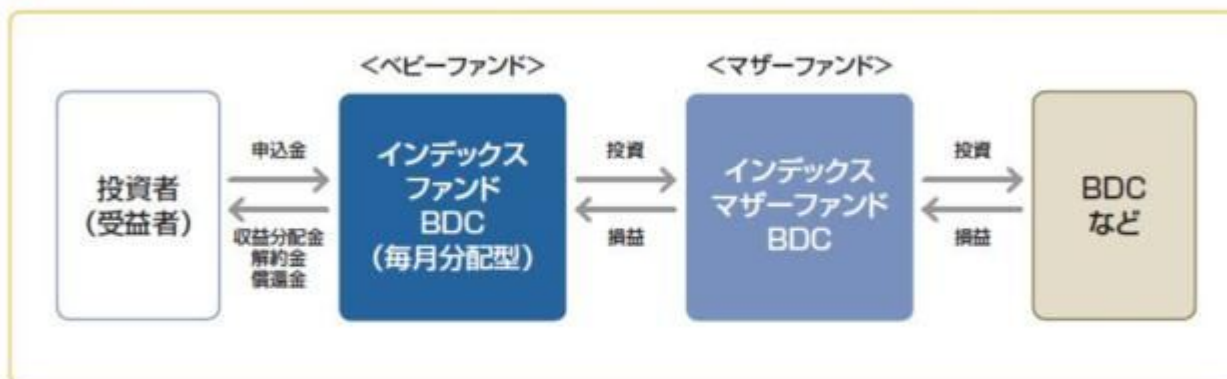 <ベビーファンド>
<マザーファンド>
投資者
(受益者)
申込金
収益分配金
解約金
償還金
インデックス
ファンド
BDC
(毎月分配型)
投資
損益
インデックス
マザーファンド
BDC
投資
損益
BDC
など